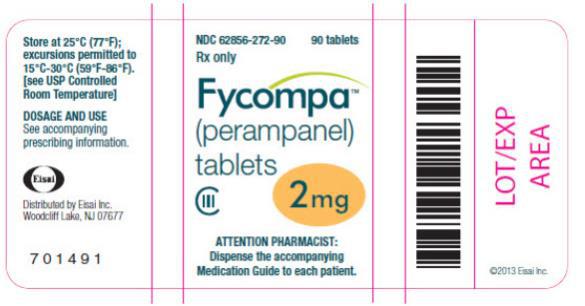 Store at 25°C (77°F);
excursions permitted to
15°C-30°C (59°F-86°F).
[see USP Controlled
Room Temperature]
DOSAGE AND USE
See accompanying
prescribing information.
Eisai
Distributed by Eisai Inc.
Woodcliff Lake, NJ 07677
701491
NDC 62856-272-90 90 tablets
Rx only
Fycompa™
(perampanel)
tablets
CIII
2 mg
ATTENTION PHARMACIST:
Dispense the accompanying
Medication Guide to each patient.
LOT/EXP
AREA
©2013 Eisai Inc.